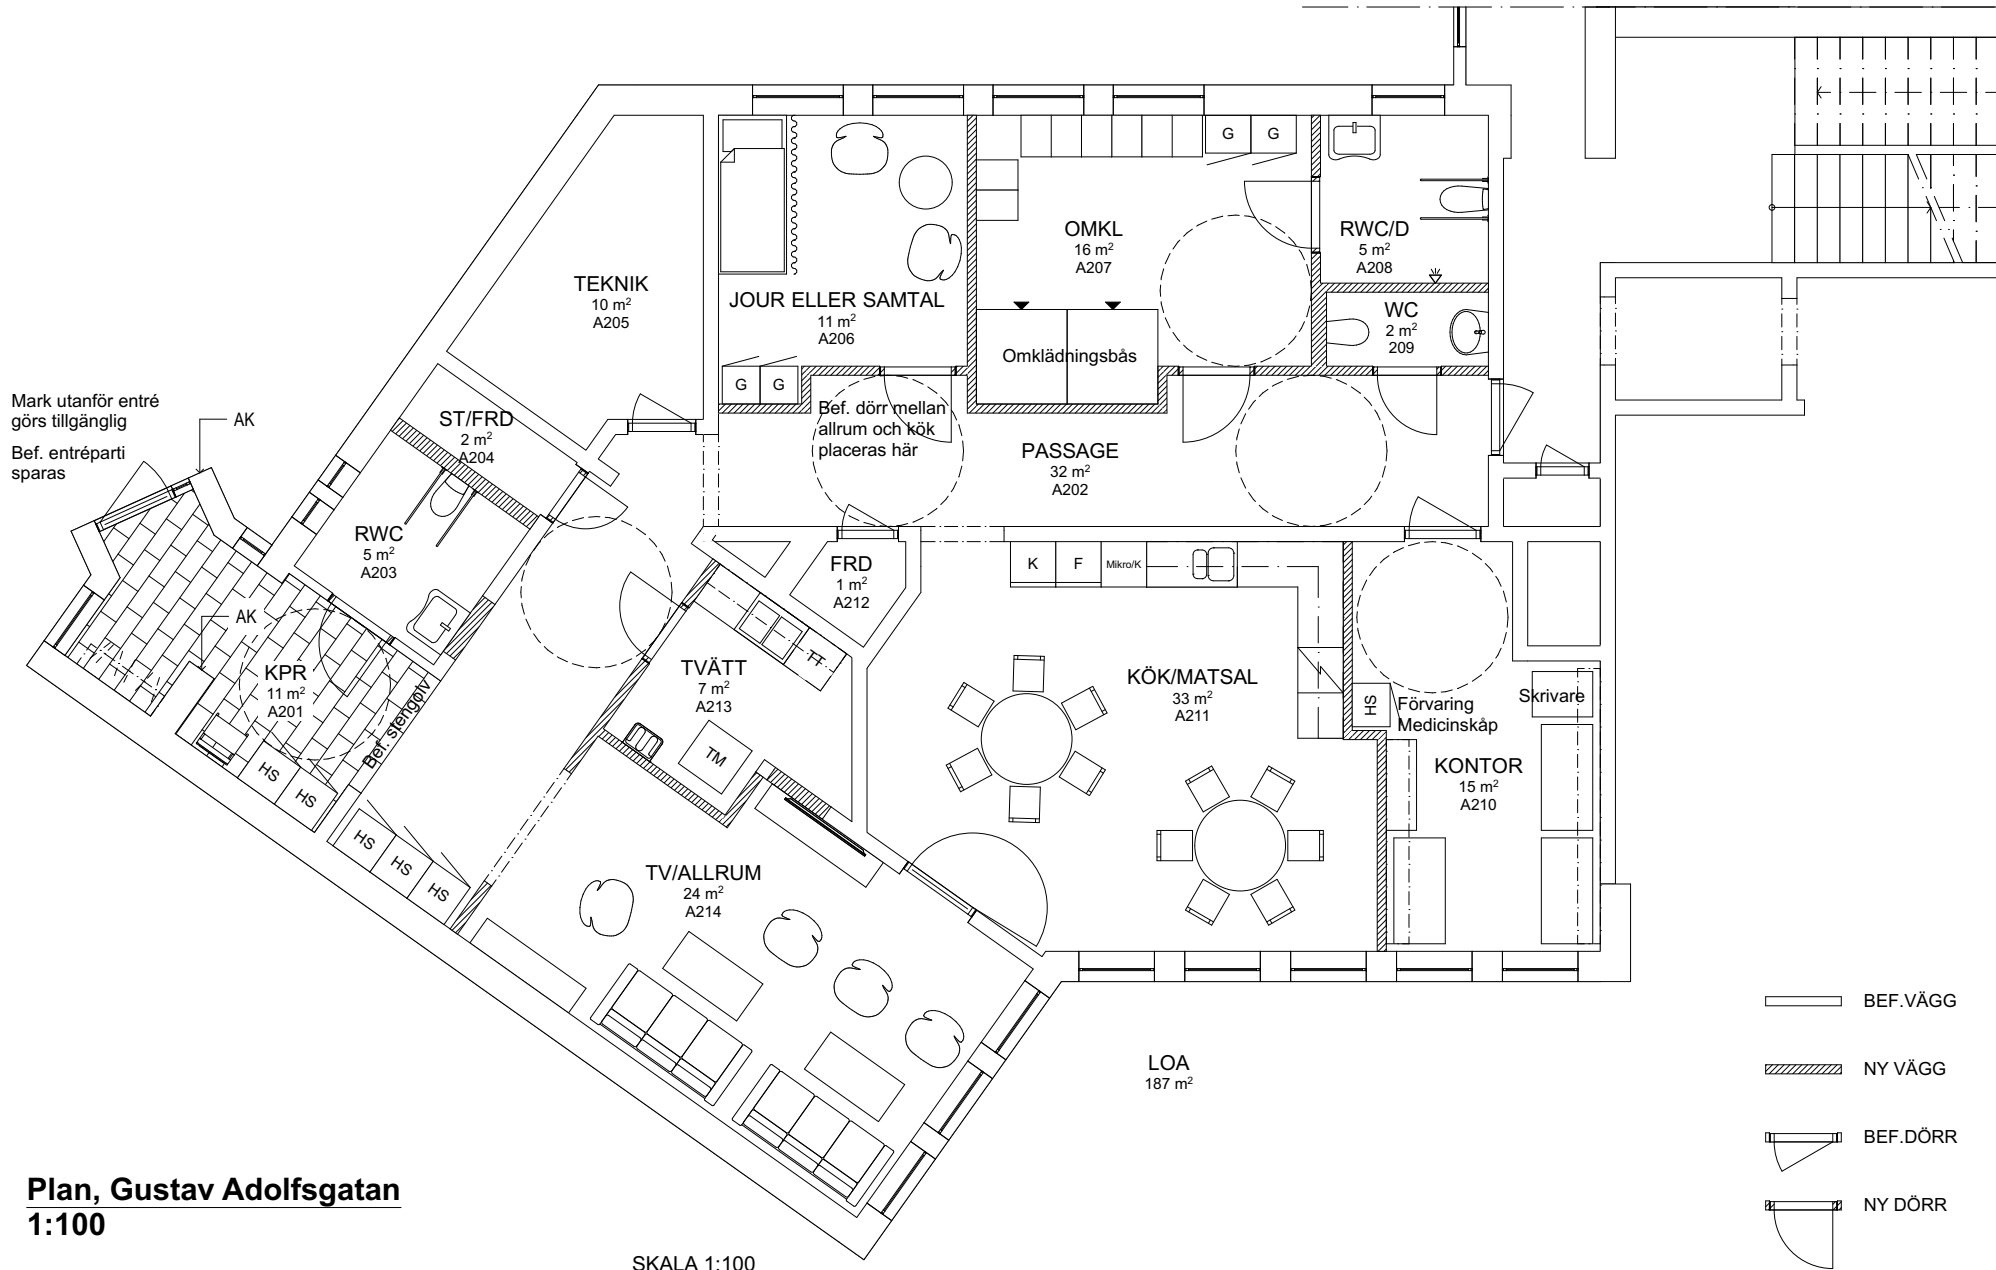 Mark utanför entré
görs tillgänglig
Bef. entréparti
sparas
AK
AK
TEKNIK
10 m²
A205
ST/FRD
2 m²
A204
RWC
5 m²
A203
KPR
11 m²
A201
Bef. stengolv
HS
HS
HS
HS
HS
JOUR ELLER SAMTAL
11 m²
A206
G
G
Bef. dörr mellan
allrum och kök
placeras här
OMKL
16 m²
A207
G
G
Omklädningsbås
RWC/D
5 m²
A208
WC
2 m²
209
PASSAGE
32 m²
A202
FRD
1 m²
A212
TVÄTT
7 m²
A213
TT
TM
K
F
Mikro/K
KÖK/MATSAL
33 m²
A211
HS
Förvaring
Medicinskåp
Skrivare
KONTOR
15 m²
A210
TV/ALLRUM
24 m²
A214
LOA
187 m²
BEF.VÄGG
NY VÄGG
BEF.DÖRR
NY DÖRR
Plan, Gustav Adolfsgatan
1:100
SKALA 1:100